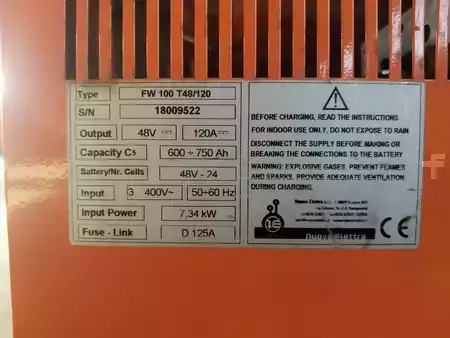 Type FW 100 T48/120
S/N 18009522
Output 48V ⎓ 120A⎓
Capacity C5 600 ÷ 750 Ah
Battery/Nr. Cells 48V - 24
Input 3 400V~ 50÷60 Hz
Input Power 7,34 kW
Fuse - Link D 125A
BEFORE CHARGING, READ THE INSTRUCTIONS
FOR INDOOR USE ONLY, DO NOT EXPOSE TO RAIN
DISCONNECT THE SUPPLY BEFORE MAKING OR
BREAKING THE CONNECTIONS TO THE BATTERY
WARNING: EXPLOSIVE GASES. PREVENT FLAMES
AND SPARKS. PROVIDE ADEQUATE VENTILATION
DURING CHARGING.
Nuova Elettra
NuovaElettra
CE